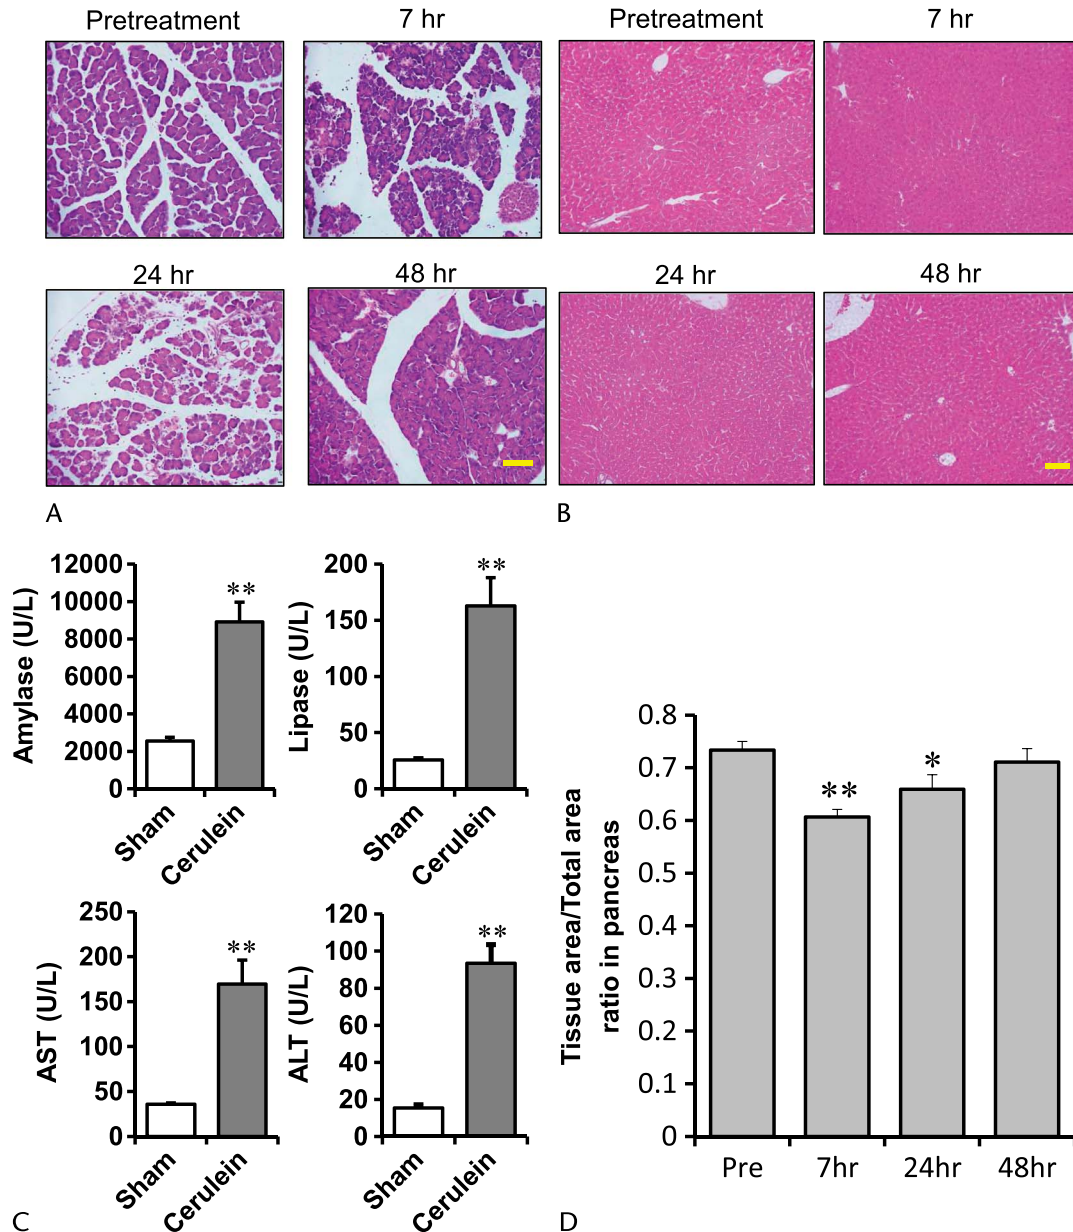 Pretreatment
7 hr
Pretreatment
7 hr
24 hr
48 hr
24 hr
48 hr
A
B
12000
10000
8000
6000
4000
2000
0
Amylase (U/L)
**
Sham
Cerulein
200
150
100
50
0
Lipase (U/L)
**
Sham
Cerulein
250
200
150
100
50
0
AST (U/L)
**
Sham
Cerulein
120
100
80
60
40
20
0
ALT (U/L)
**
Sham
Cerulein
0.8
0.7
0.6
0.5
0.4
0.3
0.2
0.1
0
Tissue area/Total area
ratio in pancreas
**
*
Pre
7hr
24hr
48hr
C
D